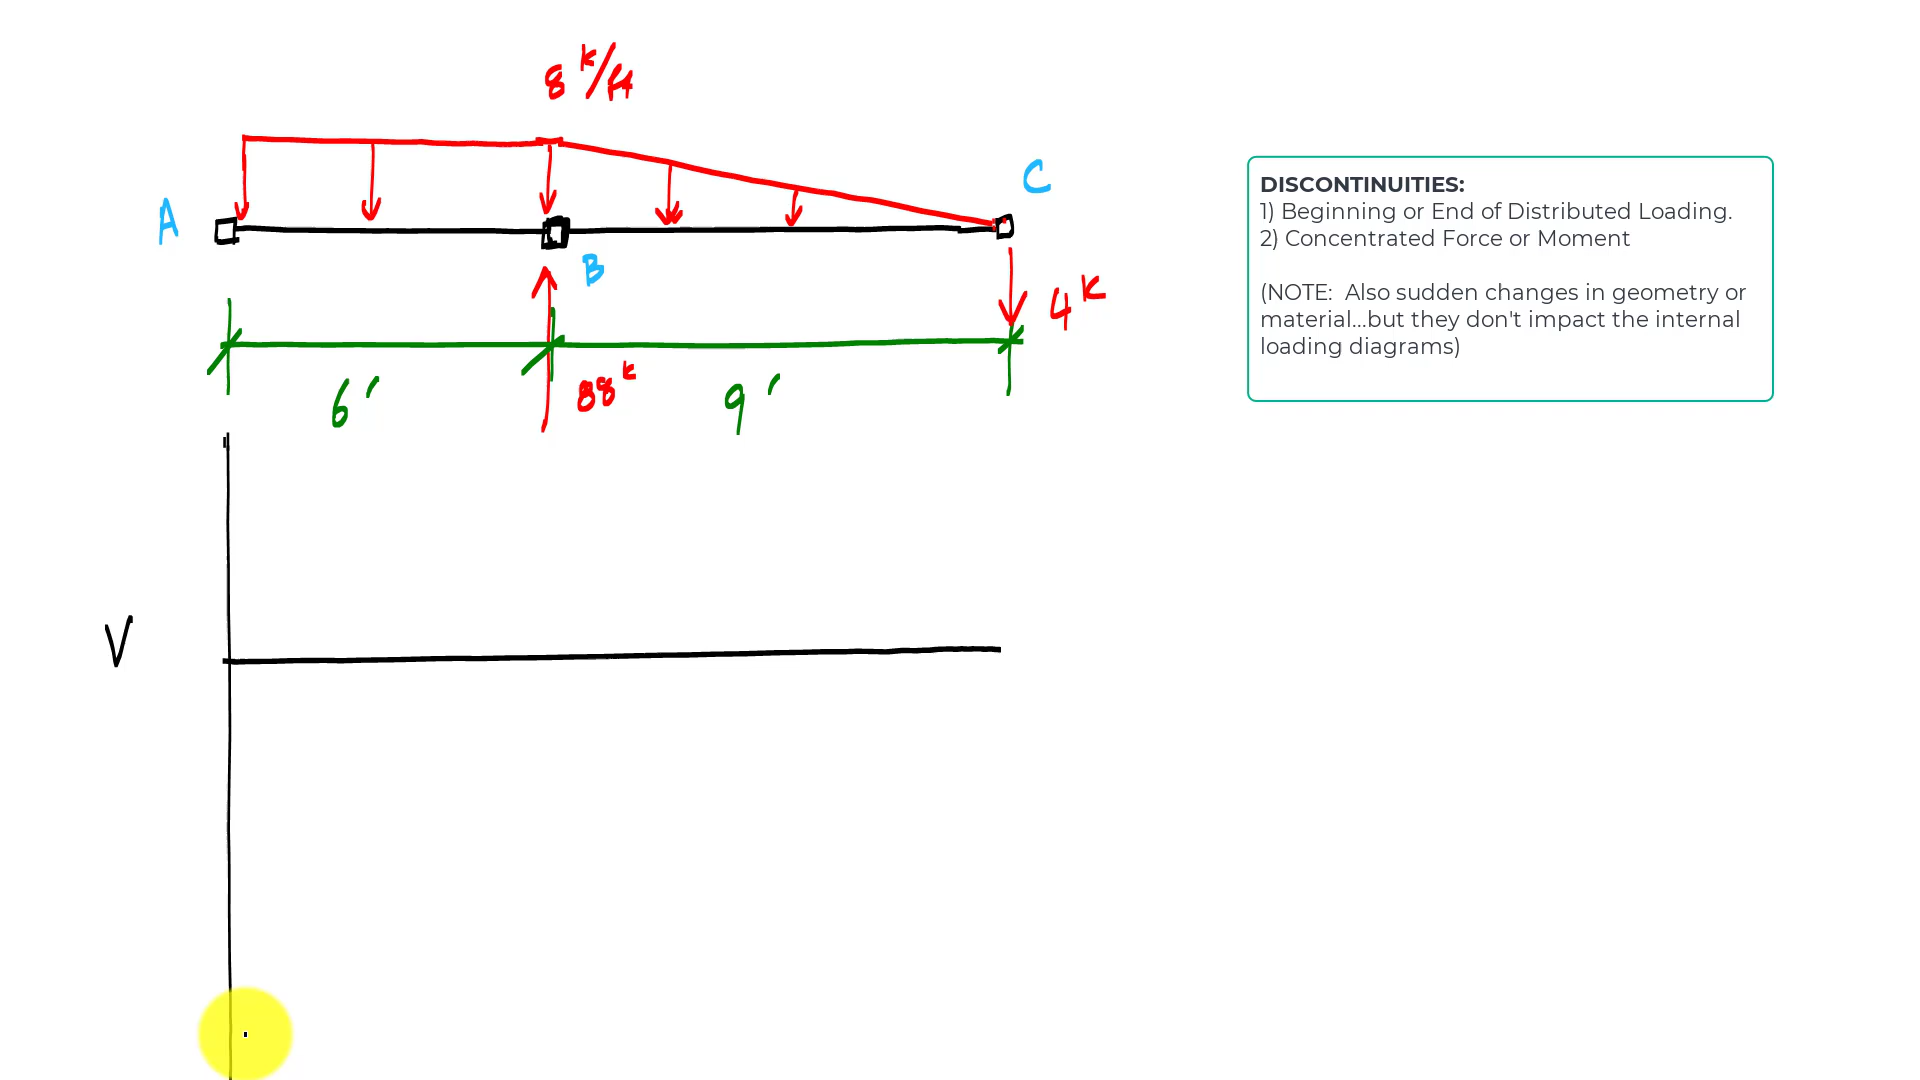 8 k/ft
A
C
B
4 k
88 k
6'
9'
V
DISCONTINUITIES:
1) Beginning or End of Distributed Loading.
2) Concentrated Force or Moment
(NOTE:  Also sudden changes in geometry or
material...but they don't impact the internal
loading diagrams)